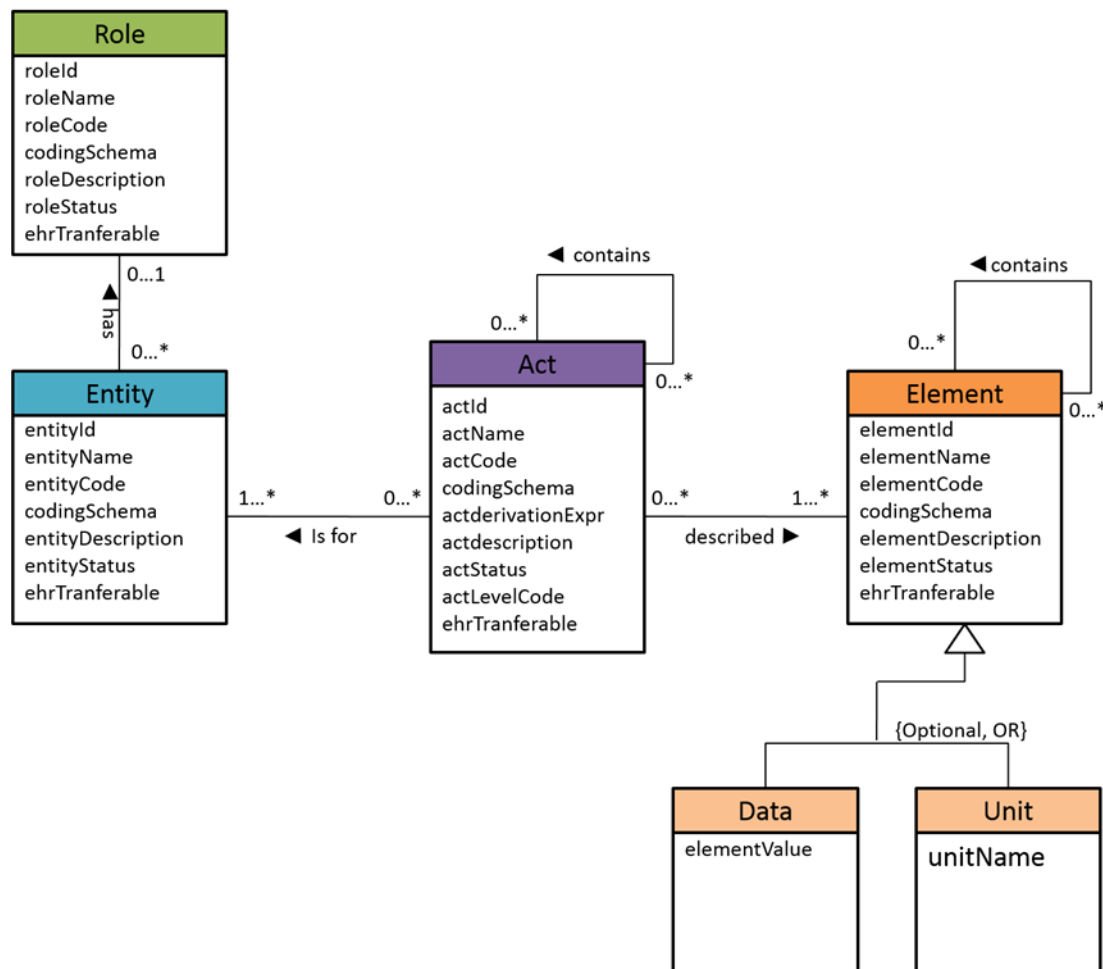 Role
roleId
roleName
roleCode
codingSchema
roleDescription
roleStatus
ehrTranferable
0...1
◄ has
0...*
Entity
entityId
entityName
entityCode
codingSchema
entityDescription
entityStatus
ehrTranferable
1...*
0...*
◄ Is for
◄ contains
0...*
0...*
Act
actId
actName
actCode
codingSchema
actderivationExpr
actdescription
actStatus
actLevelCode
ehrTranferable
0...*
1...*
described ►
◄ contains
0...*
0...*
Element
elementId
elementName
elementCode
codingSchema
elementDescription
elementStatus
ehrTranferable
{Optional, OR}
Data
elementValue
Unit
unitName